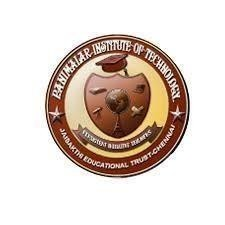 PANIMALAR INSTITUTE OF TECHNOLOGY
JAISAKTHI EDUCATIONAL TRUST-CHENNAI